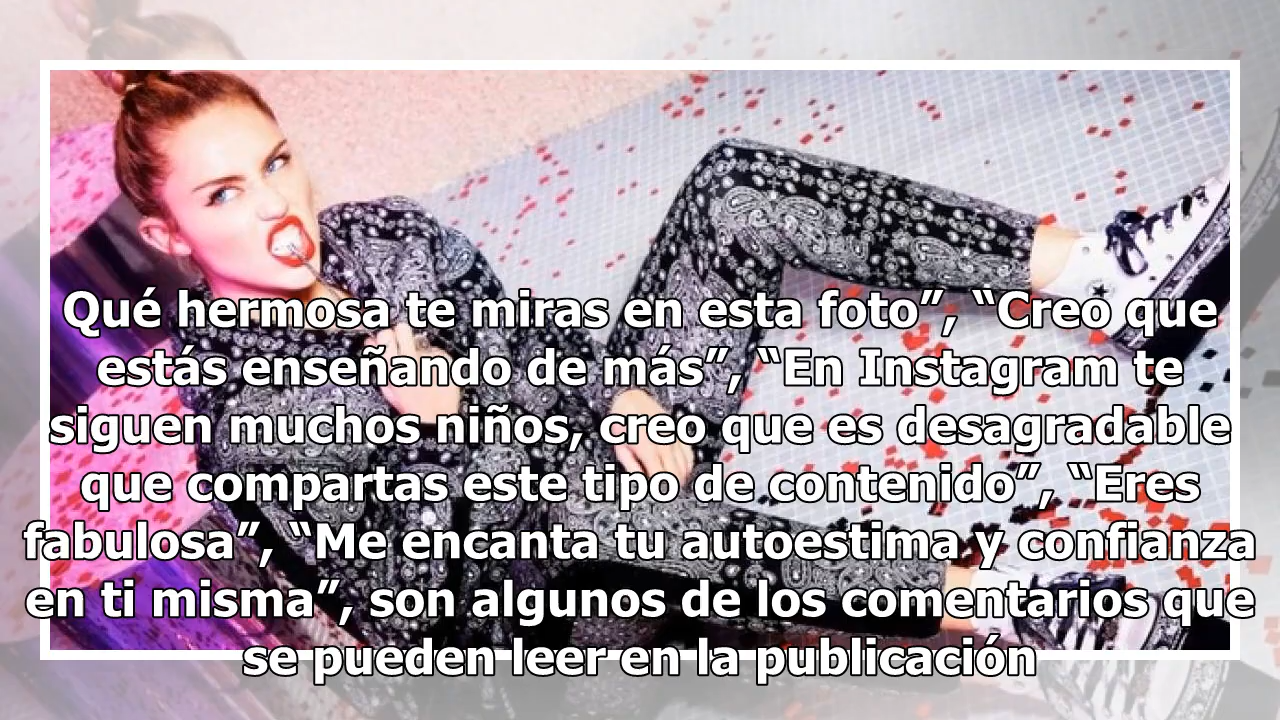 Qué hermosa te miras en esta foto”, “Creo que
estás enseñando de más”, “En Instagram te
siguen muchos niños, creo que es desagradable
que compartas este tipo de contenido”, “Eres
fabulosa”, “Me encanta tu autoestima y confianza
en ti misma”, son algunos de los comentarios que
se pueden leer en la publicación